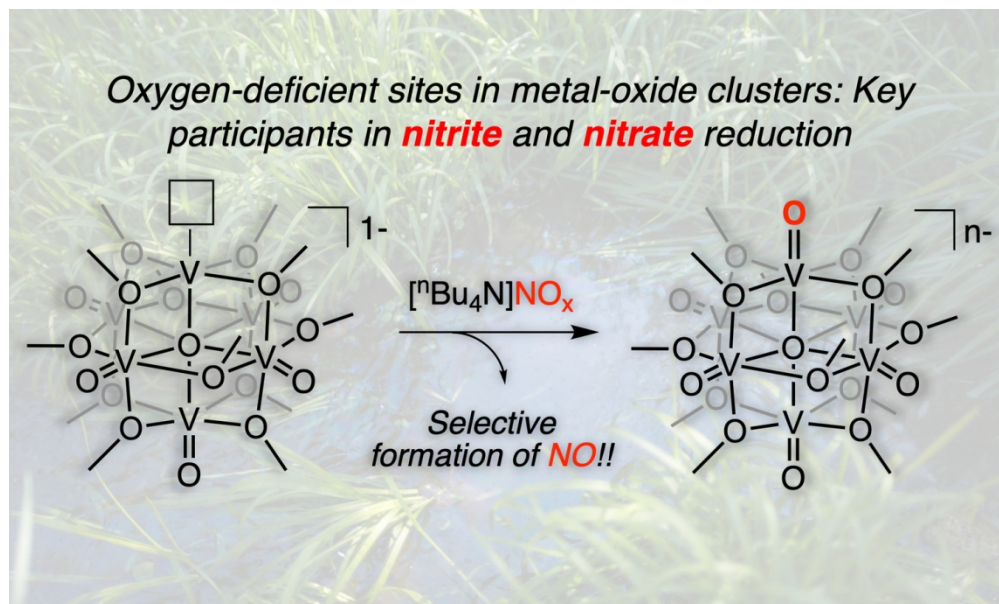 Oxygen-deficient sites in metal-oxide clusters: Key
participants in nitrite and nitrate reduction
1-
O
n-
V
V
O
O
O
O
[ⁿBu₄N]NOₓ
O
V
V
O
O
V
V
O
O
O
V
O
V
O
O
V
O
V
O
O
O
O
O
O
O
O
O
V
O
O
V
O
Selective
formation of NO!!
O
O